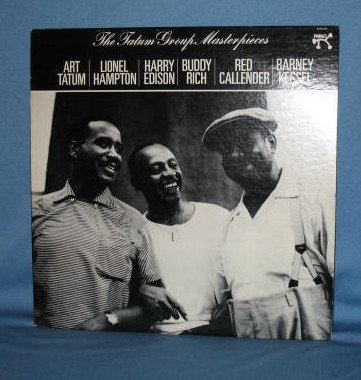 The Tatum Group Masterpieces
ART TATUM
LIONEL HAMPTON
HARRY EDISON
BUDDY RICH
RED CALLENDER
BARNEY KESSEL